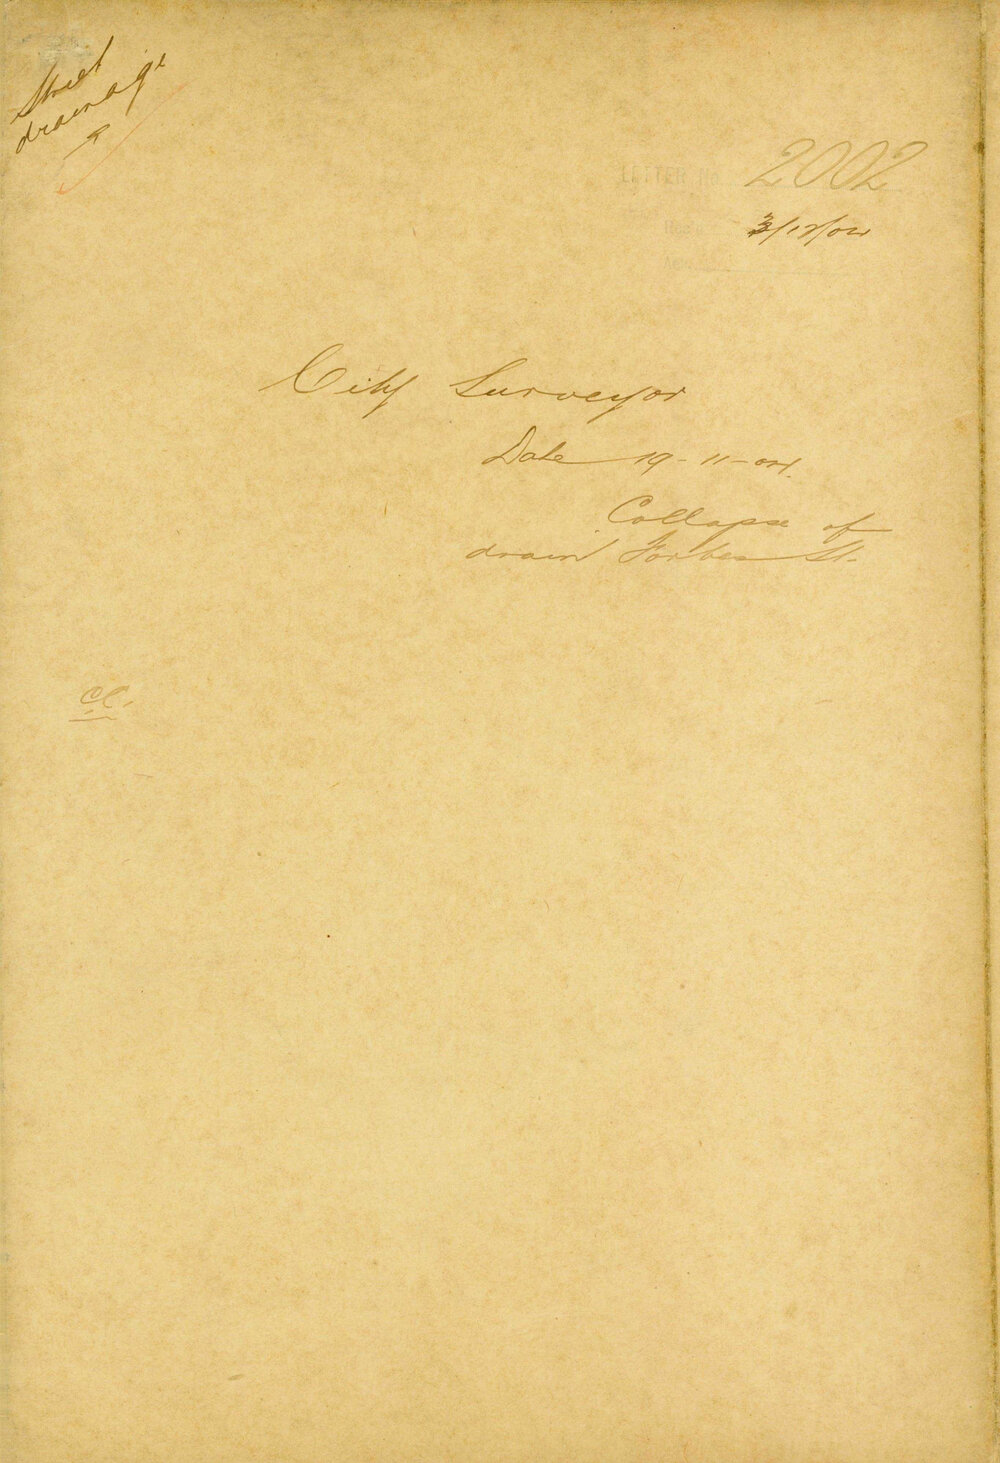 Street
drainage
LETTER No. 2002
3/12/04
City Surveyor
Date 19-11-04
Collapse of
drain Forbes St.
CC.